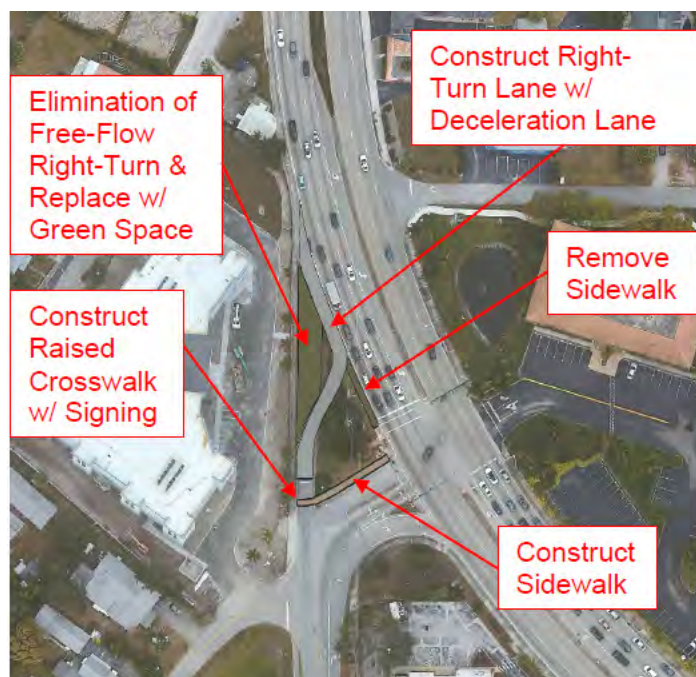 Elimination of
Free-Flow
Right-Turn &
Replace w/
Green Space
Construct Right-
Turn Lane w/
Deceleration Lane
Remove
Sidewalk
Construct
Raised
Crosswalk
w/ Signing
Construct
Sidewalk